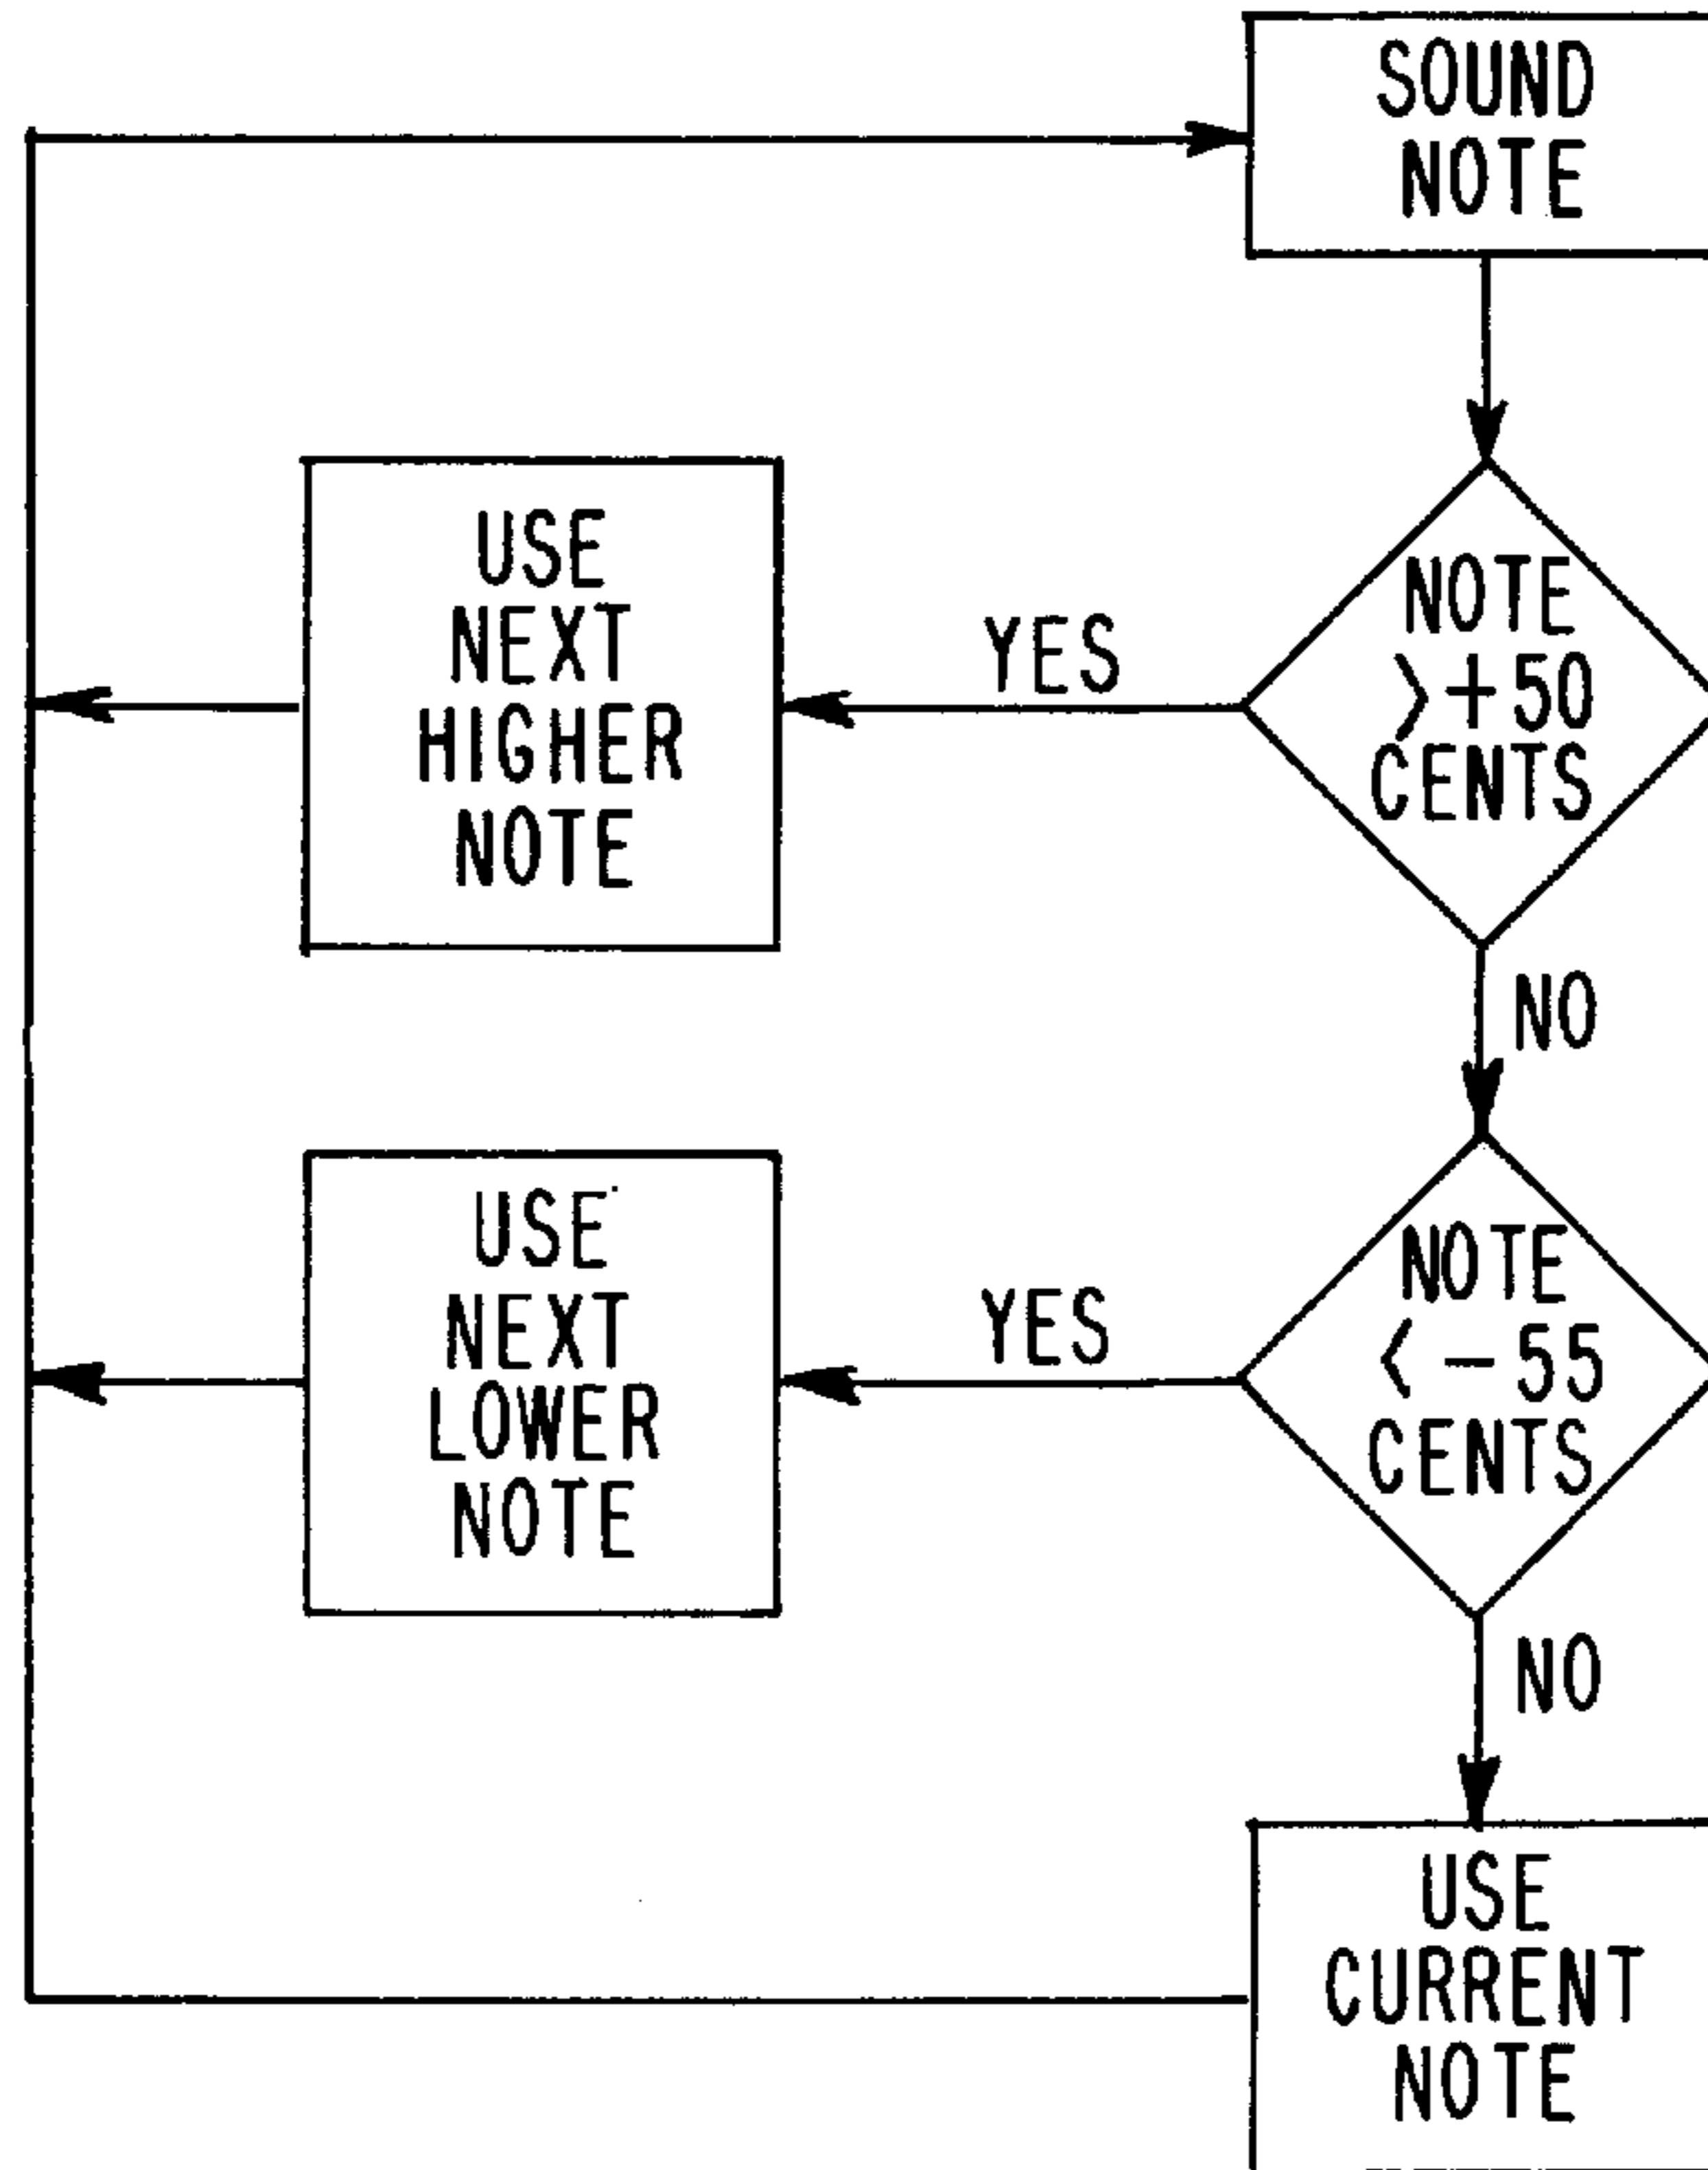 SOUND
NOTE
USE
NEXT
HIGHER
NOTE
YES
NOTE
>+50
CENTS
NO
USE
NEXT
LOWER
NOTE
YES
NOTE
<-55
CENTS
NO
USE
CURRENT
NOTE